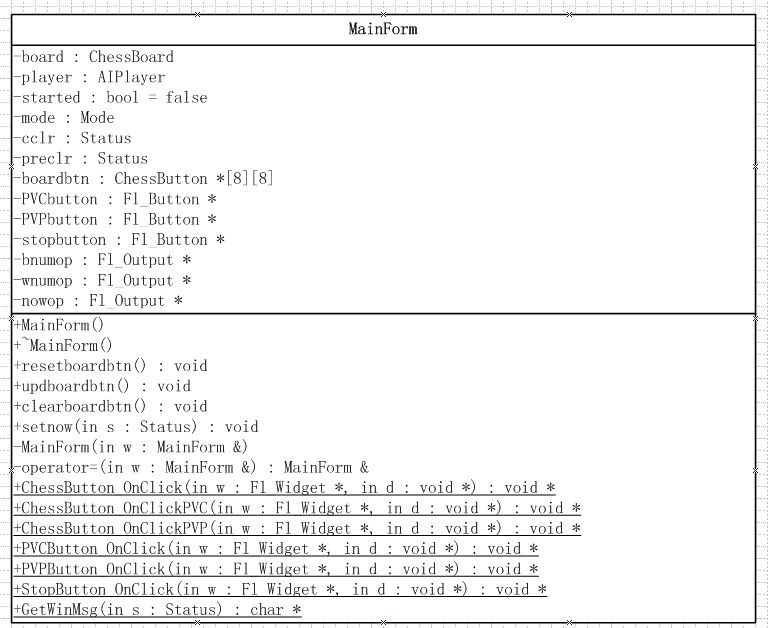 MainForm
-board : ChessBoard
-player : AIPlayer
-started : bool = false
-mode : Mode
-cclr : Status
-preclr : Status
-boardbtn : ChessButton *[8][8]
-PVCbutton : Fl_Button *
-PVPbutton : Fl_Button *
-stopbutton : Fl_Button *
-bnumop : Fl_Output *
-wnumop : Fl_Output *
-nowop : Fl_Output *
+MainForm()
+~MainForm()
+resetboardbtn() : void
+updboardbtn() : void
+clearboardbtn() : void
+setnow(in s : Status) : void
-MainForm(in w : MainForm &)
-operator=(in w : MainForm &) : MainForm &
+ChessButton_OnClick(in w : Fl_Widget *, in d : void *) : void *
+ChessButton_OnClickPVC(in w : Fl_Widget *, in d : void *) : void *
+ChessButton_OnClickPVP(in w : Fl_Widget *, in d : void *) : void *
+PVCButton_OnClick(in w : Fl_Widget *, in d : void *) : void *
+PVPButton_OnClick(in w : Fl_Widget *, in d : void *) : void *
+StopButton_OnClick(in w : Fl_Widget *, in d : void *) : void *
+GetWinMsg(in s : Status) : char *